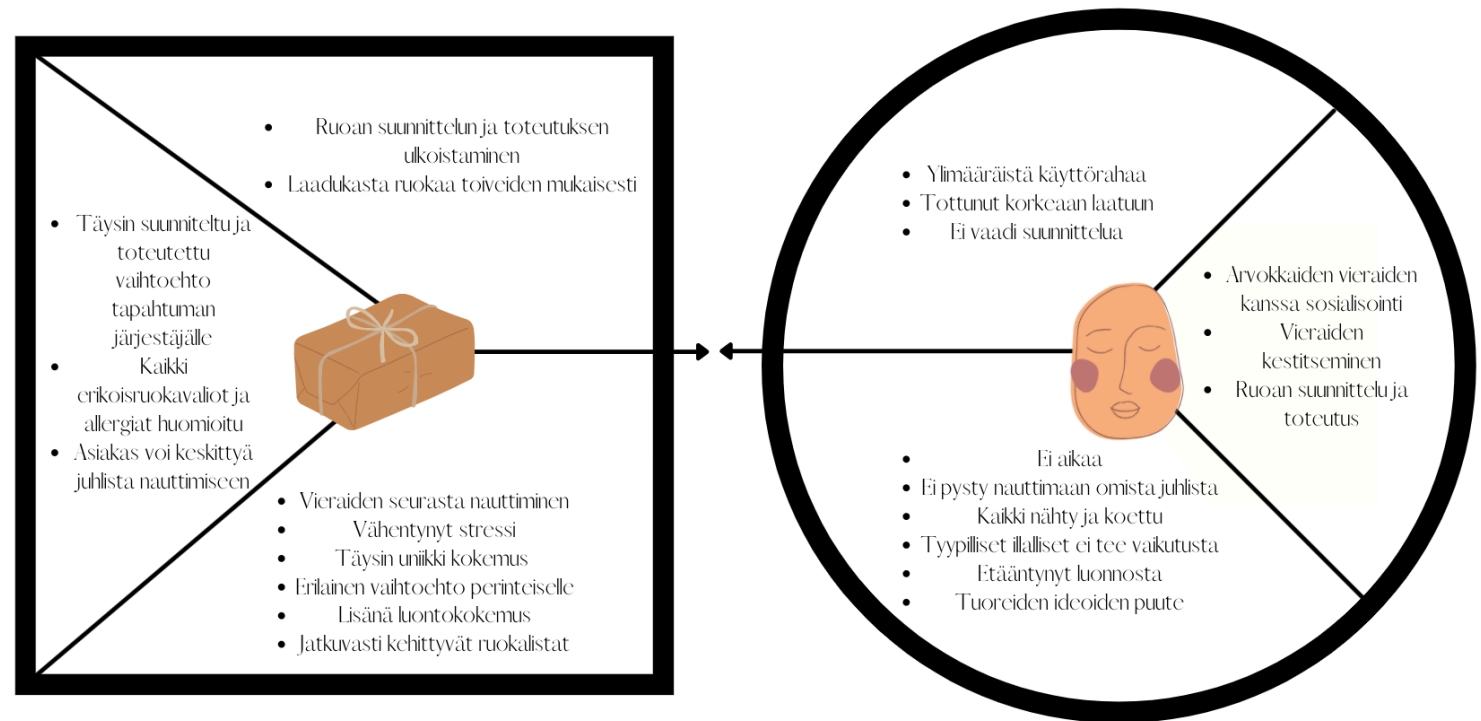 Ruoan suunnittelun ja toteutuksen
ulkoistaminen
Laadukasta ruokaa toiveiden mukaisesti
Täysin suunniteltu ja
toteutettu
vaihtoehto
tapahtuman
järjestäjälle
Kaikki
erikoisruokavaliot ja
allergiat huomioitu
Asiakas voi keskittyä
juhlista nauttimiseen
Vieraiden seurasta nauttiminen
Vähentynyt stressi
Täysin uniikki kokemus
Erilainen vaihtoehto perinteiselle
Lisänä luontokokemus
Jatkuvasti kehittyvät ruokalistat
Ylimääräistä käyttörahaa
Tottunut korkeaan laatuun
Ei vaadi suunnittelua
Arvokkaiden vieraiden
kanssa sosialisointi
Vieraiden
kestitseminen
Ruoan suunnittelu ja
toteutus
Ei aikaa
Ei pysty nauttimaan omista juhlista
Kaikki nähty ja koettu
Tyypilliset illalliset ei tee vaikutusta
Etääntynyt luonnosta
Tuoreiden ideoiden puute